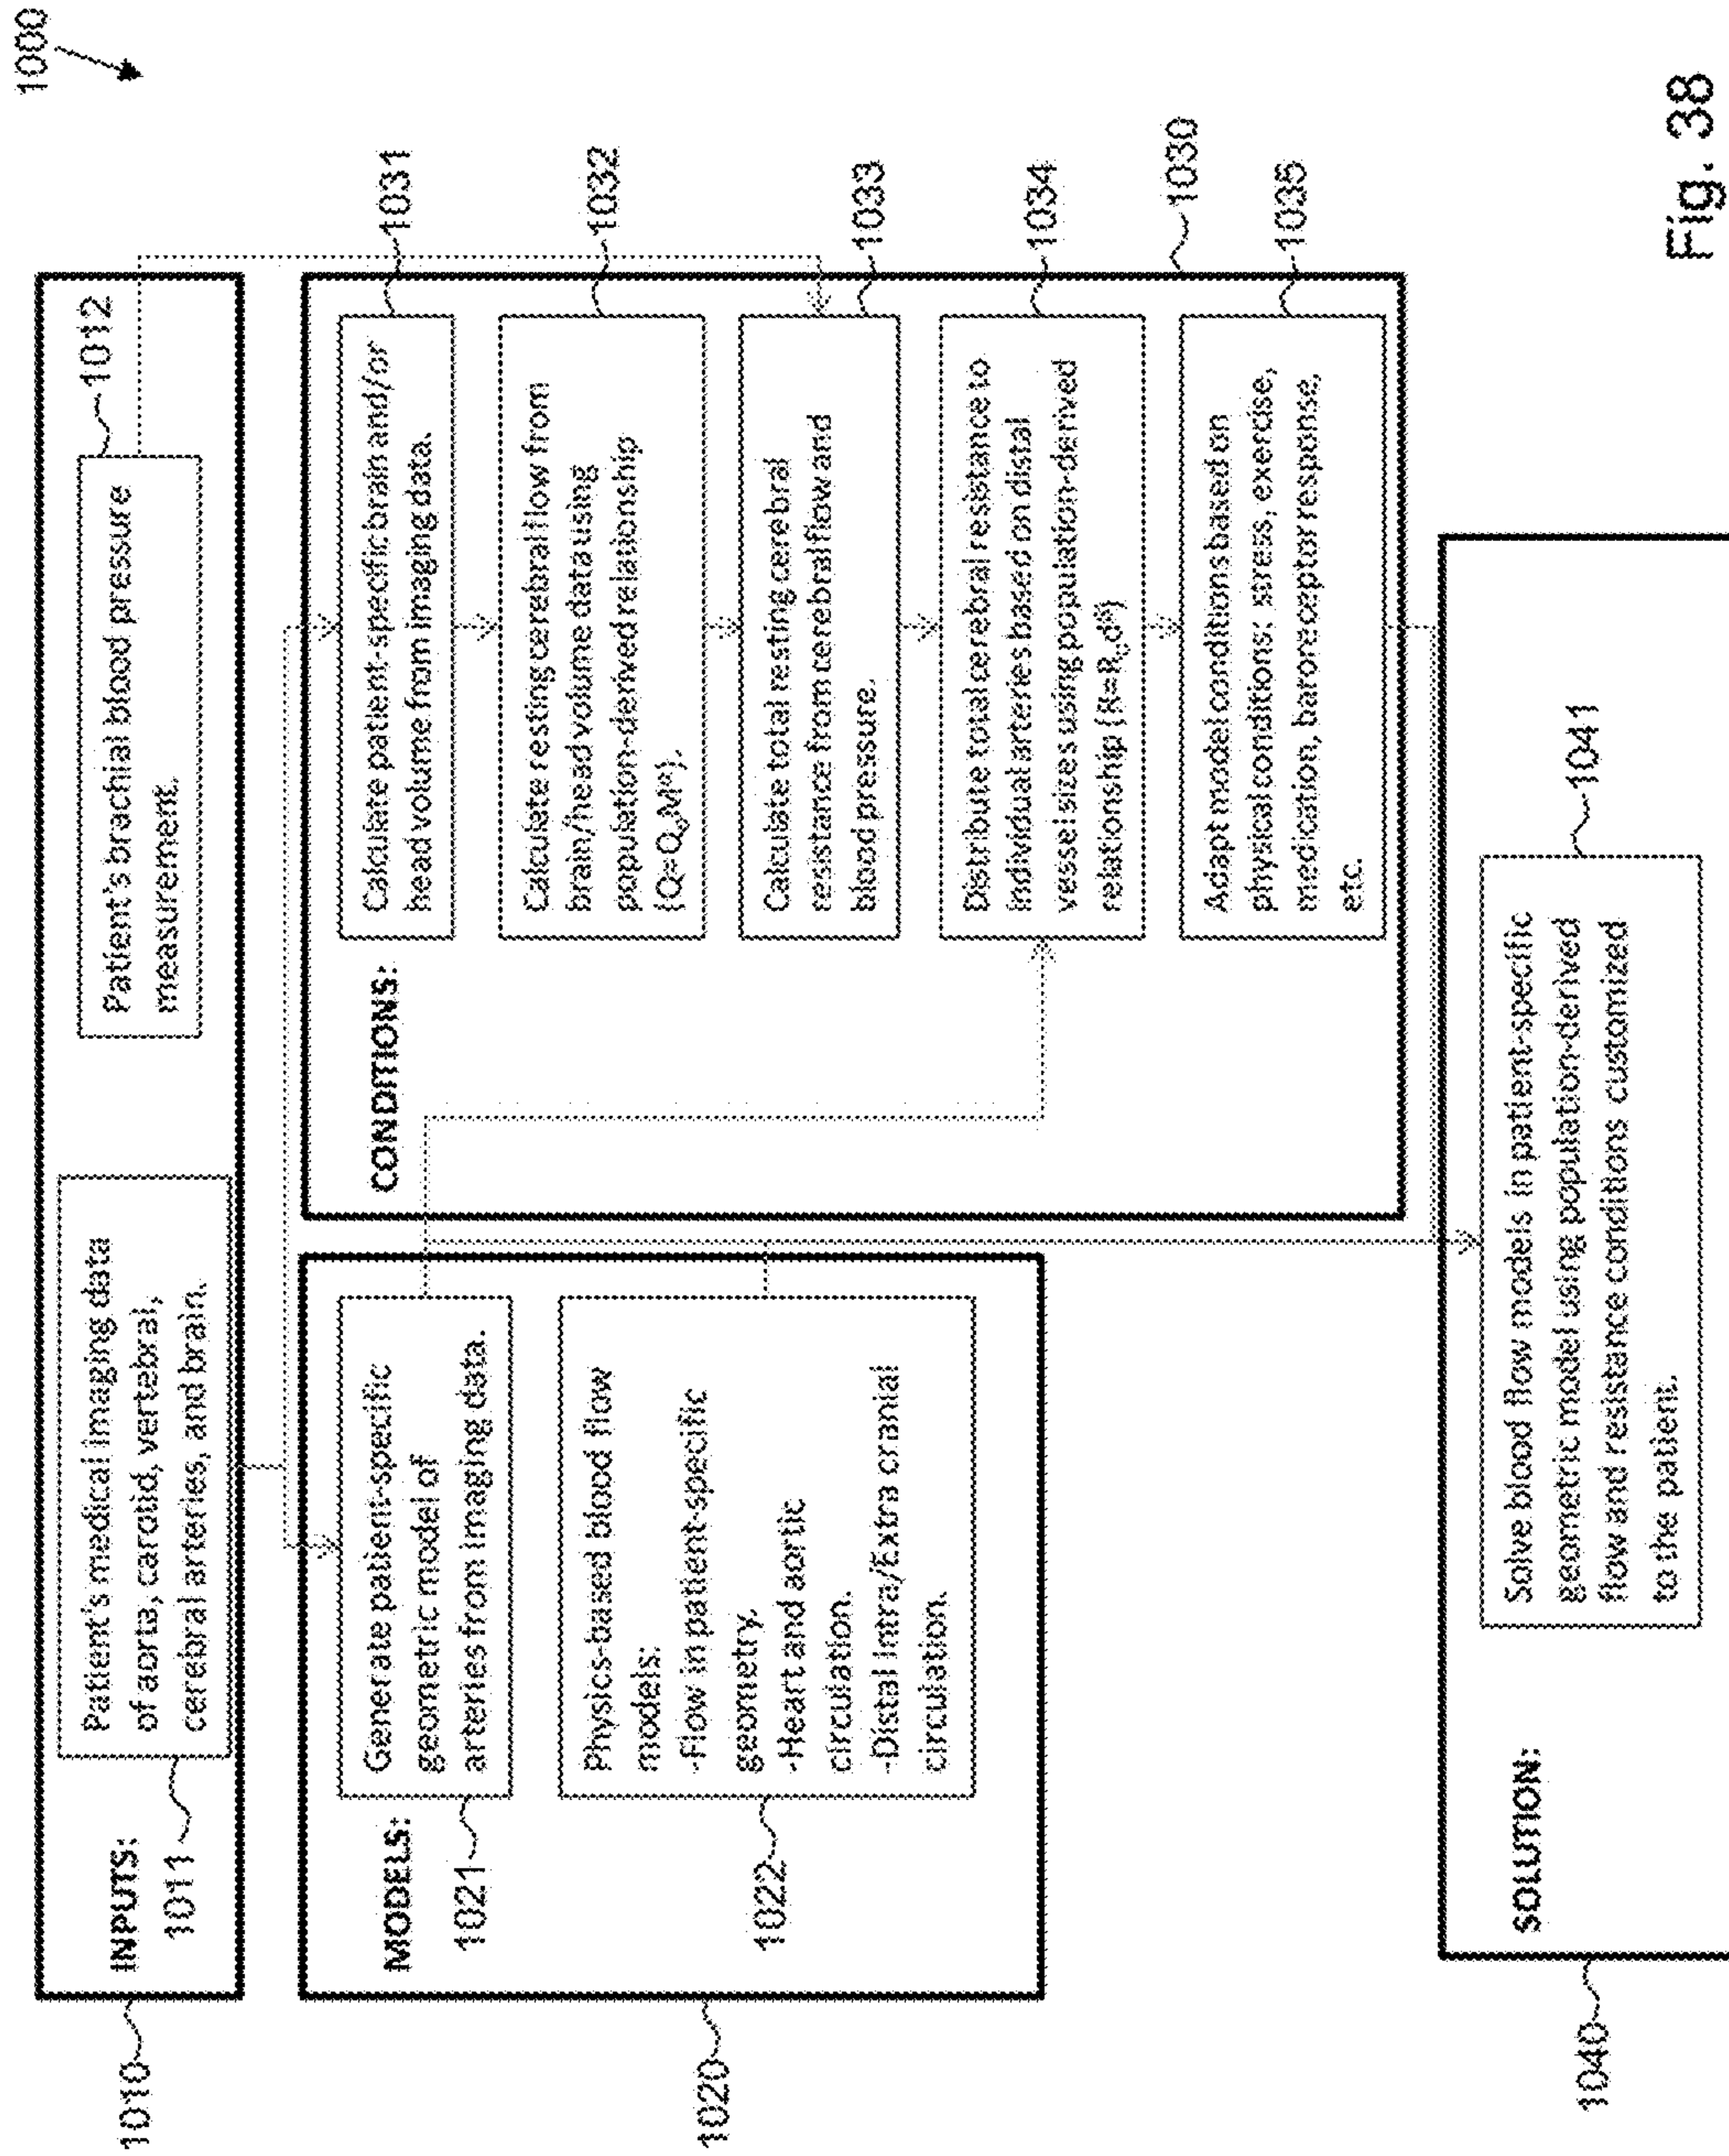 1000
1010
INPUTS:
1011
Patient's medical imaging data
of aorta, carotid, vertebral,
cerebral arteries, and brain.
1012
Patient's brachial blood pressure
measurement.
1020
MODELS:
1021
Generate patient-specific
geometric model of
arteries from imaging data.
1022
Physics-based blood flow
models:
-Flow in patient-specific
geometry.
-Heart and aortic
circulation.
-Distal Intra/Extra cranial
circulation.
CONDITIONS:
Calculate patient-specific brain and/or
head volume from imaging data.
1031
Calculate resting cerebral flow from
brain/head volume data using
population-derived relationship
(Q=Q₀Mᵅ).
1032
Calculate total resting cerebral
resistance from cerebral flow and
blood pressure.
1033
Distribute total cerebral resistance to
individual arteries based on distal
vessel sizes using population-derived
relationship (R=R₀dᵝ)
1034
1030
Adapt model conditions based on
physical conditions: stress, exercise,
medication, baroreceptor response,
etc.
1035
1040
SOLUTION:
1041
Solve blood flow models in patient-specific
geometric model using population-derived
flow and resistance conditions customized
to the patient.
Fig. 38